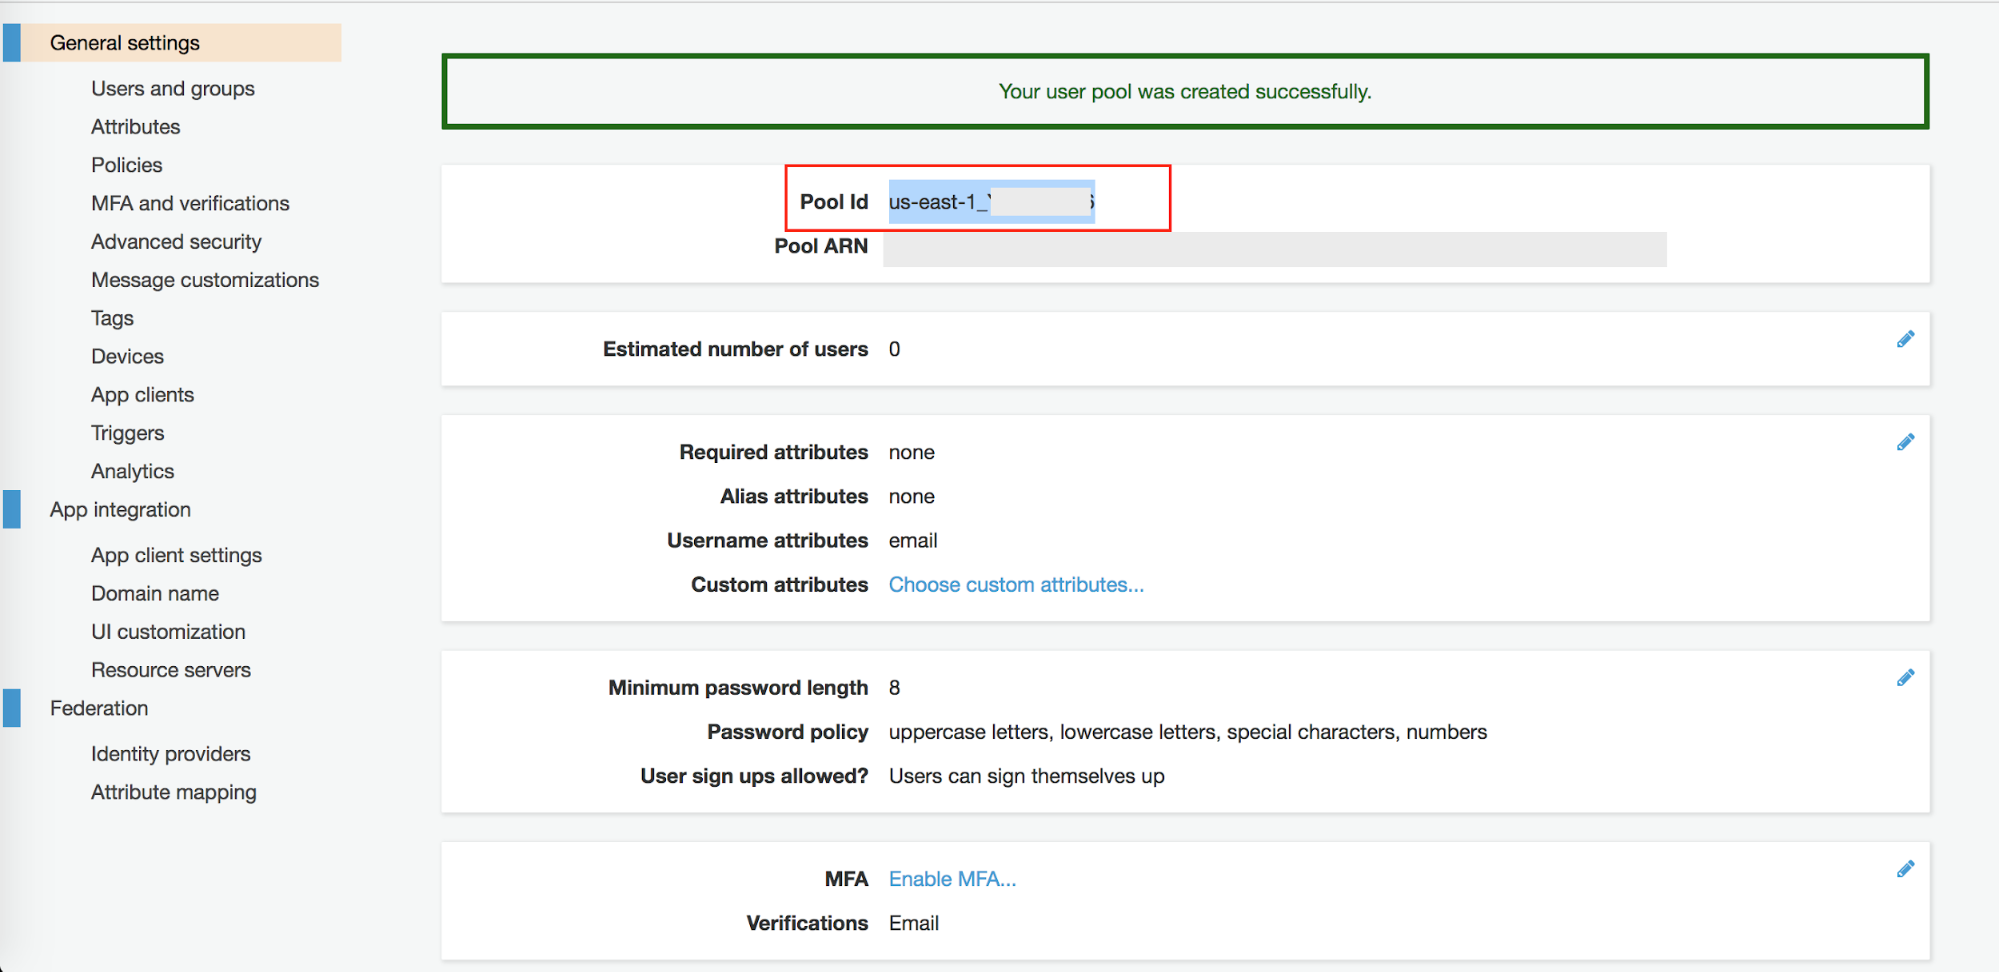 General settings
Users and groups
Attributes
Policies
MFA and verifications
Advanced security
Message customizations
Tags
Devices
App clients
Triggers
Analytics
App integration
App client settings
Domain name
UI customization
Resource servers
Federation
Identity providers
Attribute mapping
Your user pool was created successfully.
Pool Id us-east-1_
Pool ARN
Estimated number of users 0
Required attributes none
Alias attributes none
Username attributes email
Custom attributes Choose custom attributes...
Minimum password length 8
Password policy uppercase letters, lowercase letters, special characters, numbers
User sign ups allowed? Users can sign themselves up
MFA Enable MFA...
Verifications Email